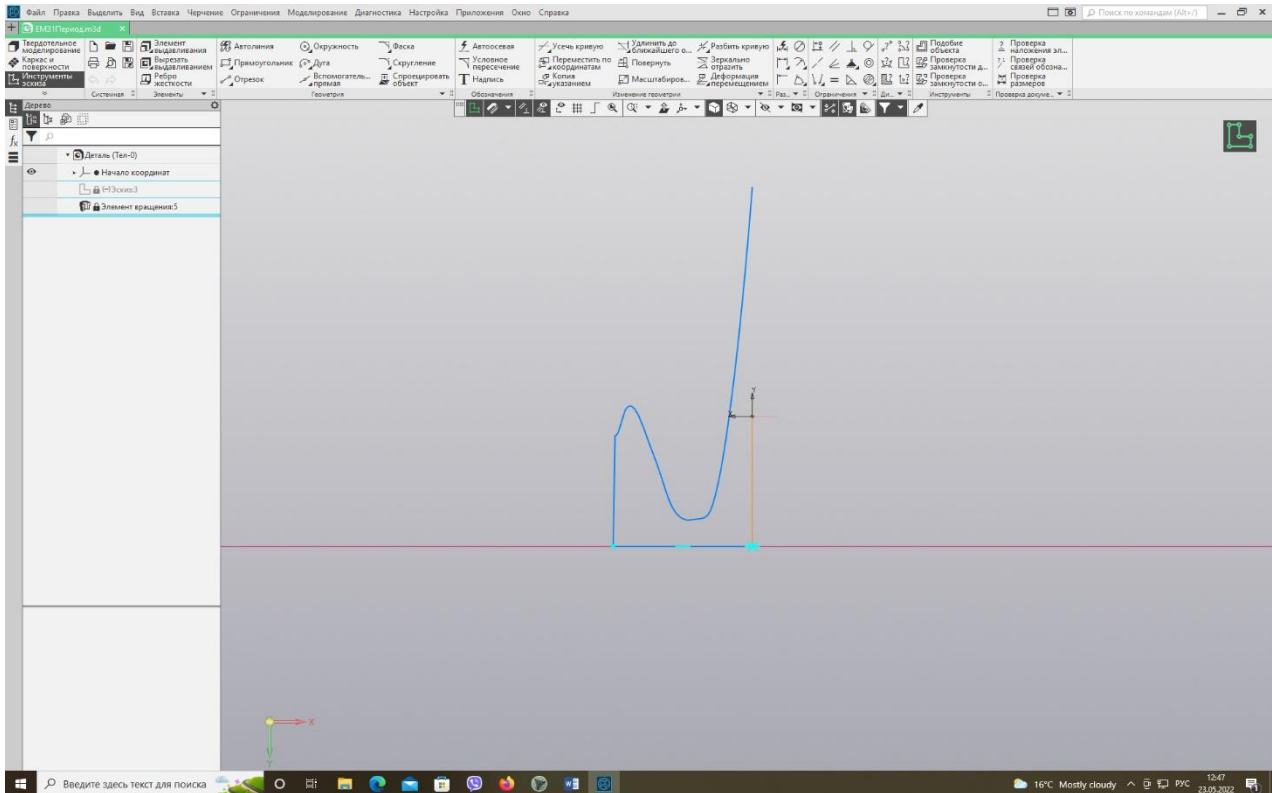 Файл Правка Выделить Вид Вставка Черчение Ограничения Моделирование Диагностика Настройка Приложения Окно Справка
Поиск по командам (Alt+/)
ЕМ31Период.m3d
Твердотельное моделирование
Каркас и поверхности
Инструменты эскиза
Системная
Элемент выдавливания
Вырезать выдавливанием
Ребро жесткости
Элементы
Автолиния
Окружность
Фаска
Прямоугольник
Дуга
Скругление
Отрезок
Вспомогатель... прямая
Спроецировать объект
Геометрия
Автоосевая
Условное пересечение
Надпись
Обозначения
Усечь кривую
Удлинить до ближайшего о...
Разбить кривую
Переместить по координатам
Повернуть
Зеркально отразить
Копия указанием
Масштабиров...
Деформация перемещением
Изменение геометрии
Раз...
Ограничения
Ди...
Подобие объекта
Проверка замкнутости д...
Проверка замкнутости о...
Инструменты
Проверка наложения эл...
Проверка связей обозна...
Проверка размеров
Проверка докуме...
Дерево
Деталь (Тел-0)
Начало координат
(-)Эскиз:3
Элемент вращения:5
Y
X
X
Y
Введите здесь текст для поиска
16°C Mostly cloudy
РУС
12:47
23.05.2022